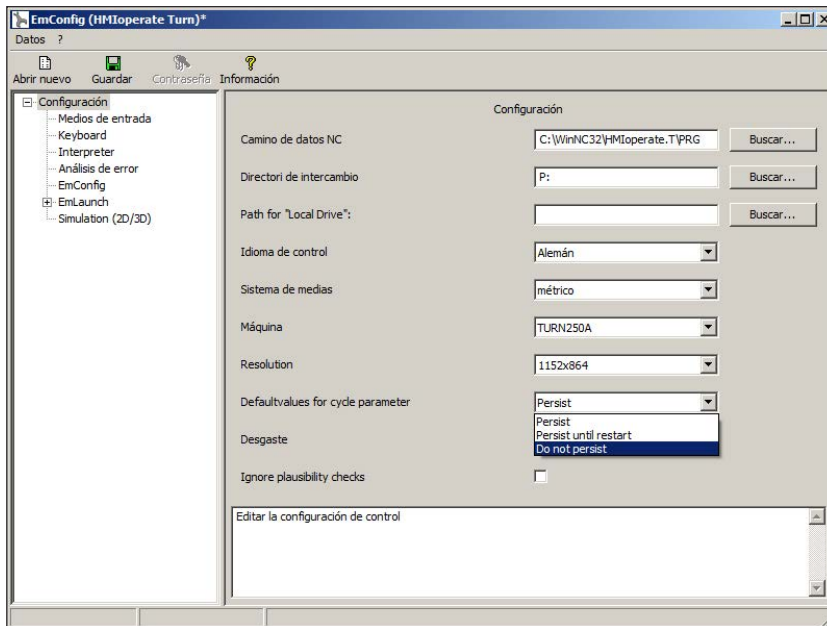 EmConfig (HMIoperate Turn)*
Datos ?
Abrir nuevo Guardar Contraseña Información
Configuración
Medios de entrada
Keyboard
Interpreter
Análisis de error
EmConfig
EmLaunch
Simulation (2D/3D)
Configuración
Camino de datos NC C:\WinNC32\HMIoperate.T\PRG Buscar...
Directori de intercambio P: Buscar...
Path for "Local Drive": Buscar...
Idioma de control Alemán
Sistema de medias métrico
Máquina TURN250A
Resolution 1152x864
Defaultvalues for cycle parameter Persist
Persist
Persist until restart
Desgaste
Do not persist
Ignore plausibility checks
Editar la configuración de control